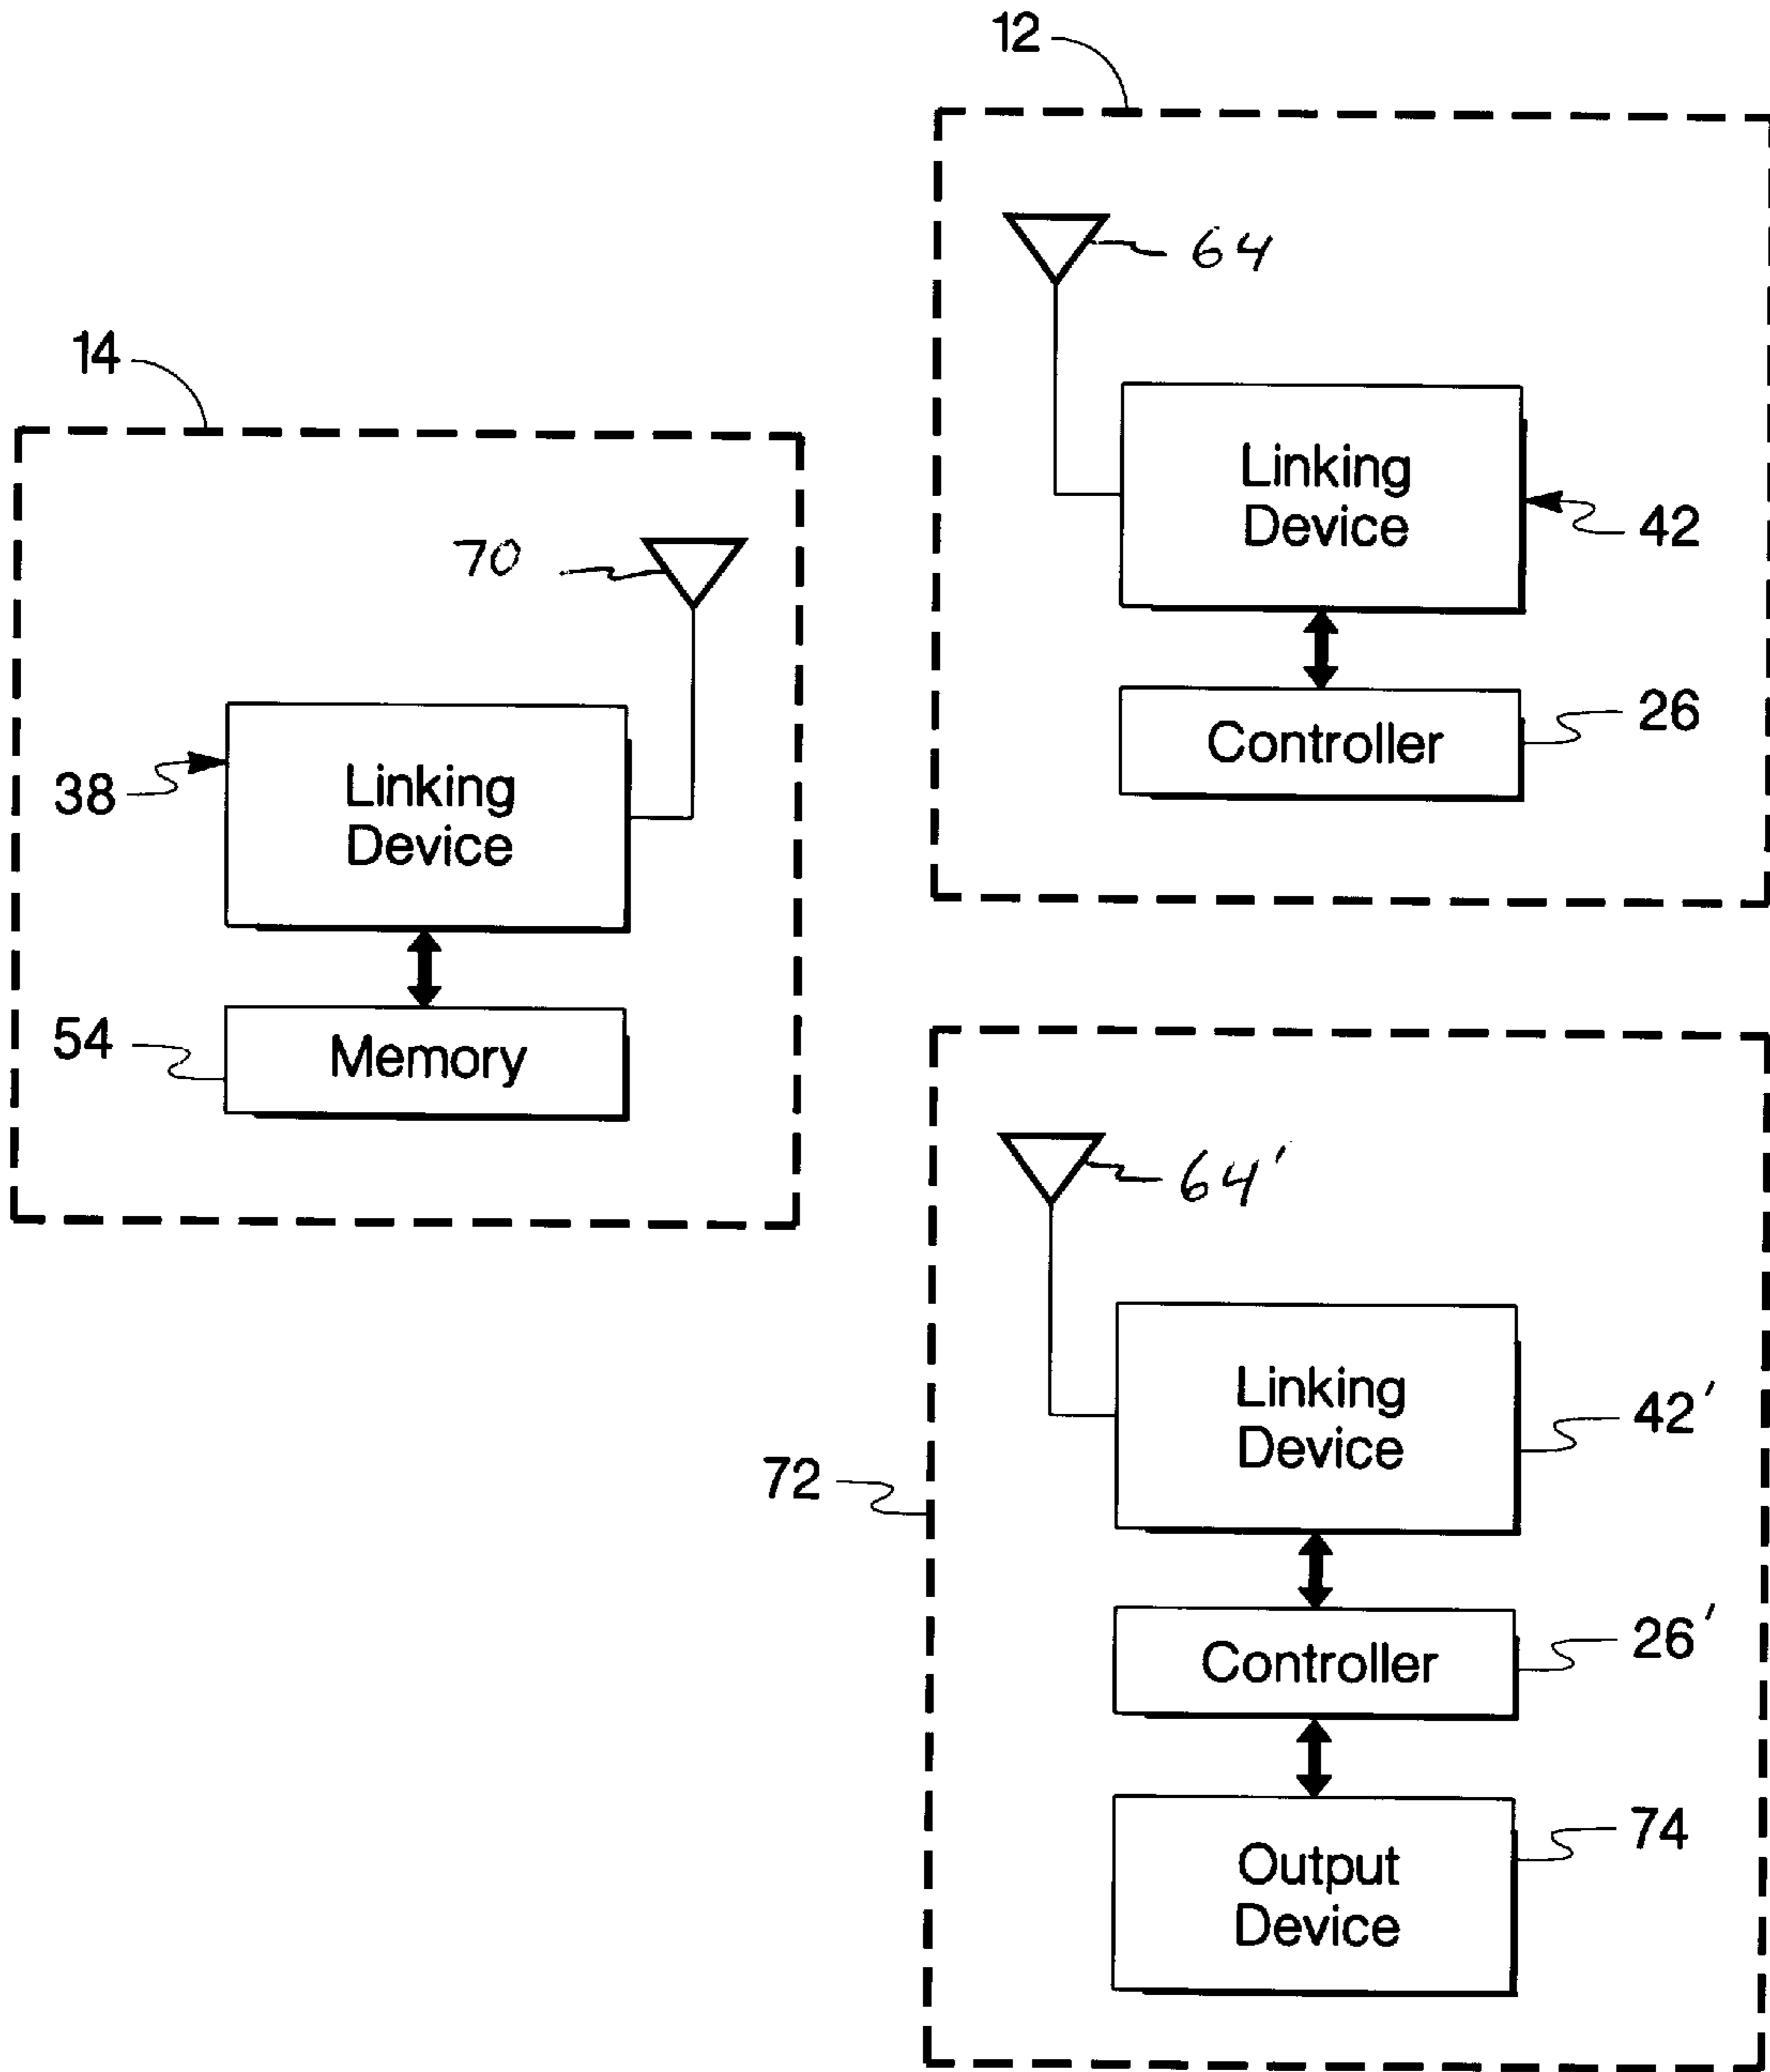 12
64
Linking
Device
42
Controller
26
14
70
38
Linking
Device
54
Memory
64'
Linking
Device
42'
72
Controller
26'
Output
Device
74